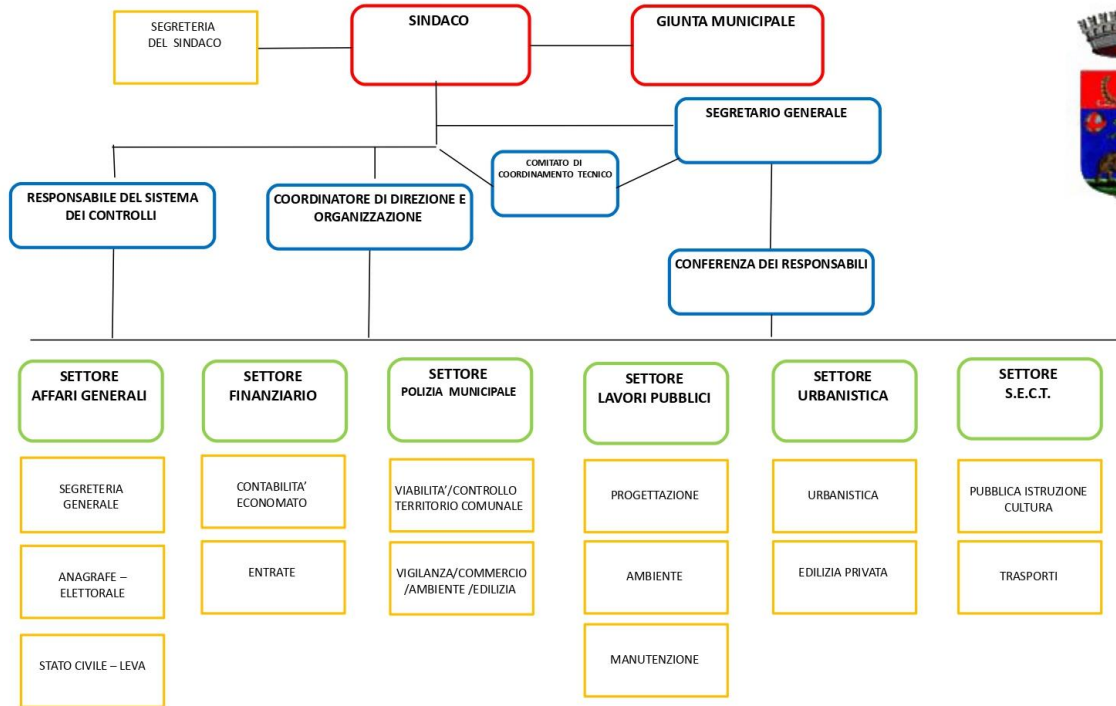 SEGRETERIA
DEL SINDACO
SINDACO
GIUNTA MUNICIPALE
SEGRETARIO GENERALE
COMITATO DI
COORDINAMENTO TECNICO
RESPONSABILE DEL SISTEMA
DEI CONTROLLI
COORDINATORE DI DIREZIONE E
ORGANIZZAZIONE
CONFERENZA DEI RESPONSABILI
SETTORE
AFFARI GENERALI
SETTORE
FINANZIARIO
SETTORE
POLIZIA MUNICIPALE
SETTORE
LAVORI PUBBLICI
SETTORE
URBANISTICA
SETTORE
S.E.C.T.
SEGRETERIA
GENERALE
CONTABILITA’
ECONOMATO
VIABILITA’/CONTROLLO
TERRITORIO COMUNALE
PROGETTAZIONE
URBANISTICA
PUBBLICA ISTRUZIONE
CULTURA
ANAGRAFE –
ELETTORALE
ENTRATE
VIGILANZA/COMMERCIO
/AMBIENTE /EDILIZIA
AMBIENTE
EDILIZIA PRIVATA
TRASPORTI
STATO CIVILE – LEVA
MANUTENZIONE